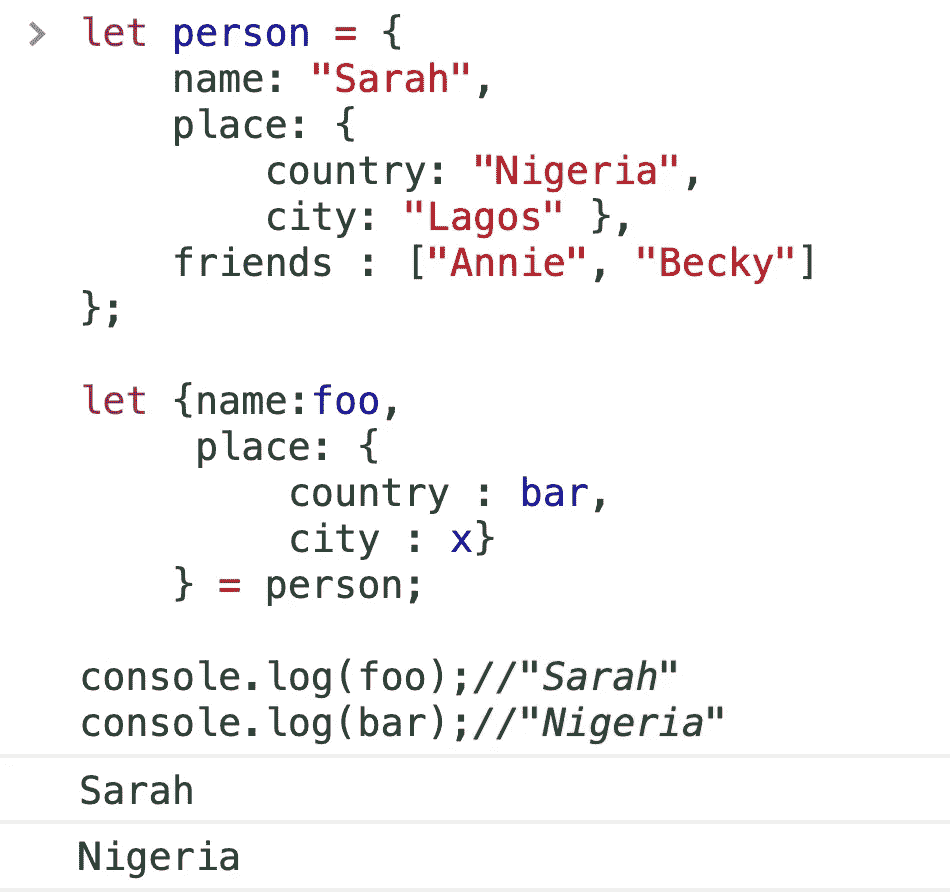 > let person = {
    name: "Sarah",
    place: {
        country: "Nigeria",
        city: "Lagos" },
    friends : ["Annie", "Becky"]
};

let {name:foo,
     place: {
         country : bar,
         city : x}
    } = person;

console.log(foo);//"Sarah"
console.log(bar);//"Nigeria"
Sarah
Nigeria